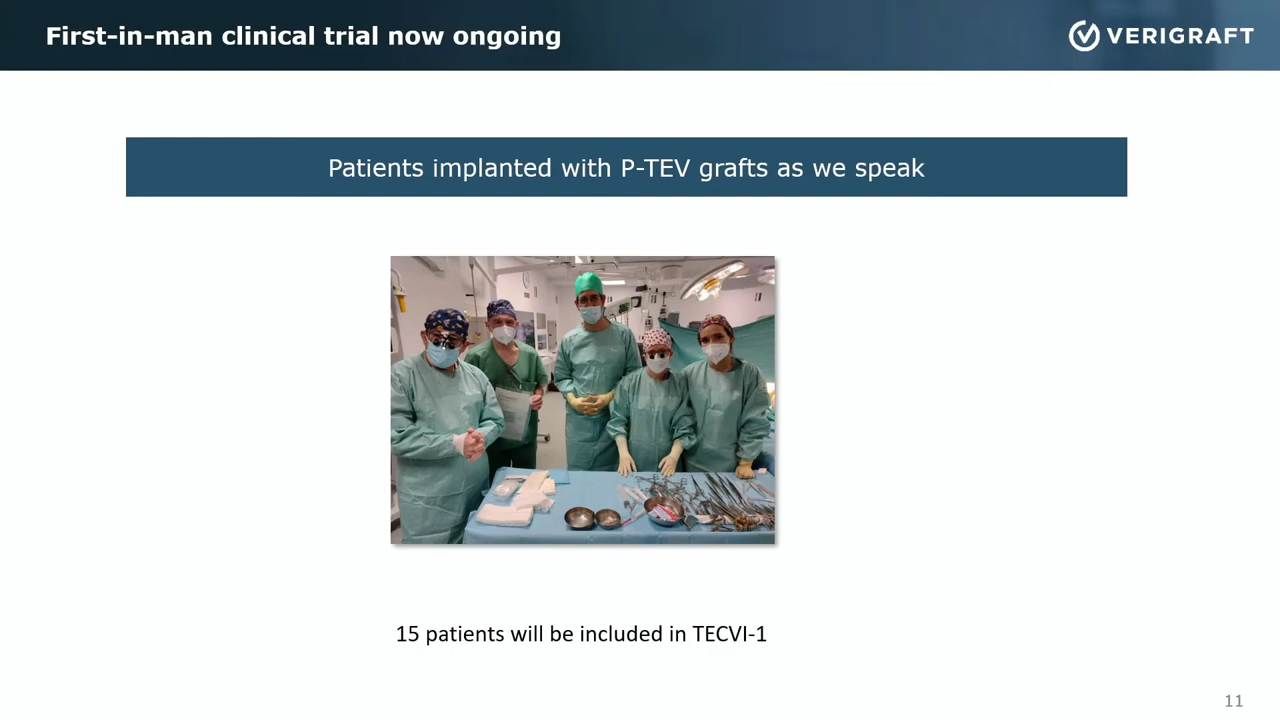 First-in-man clinical trial now ongoing
VERIGRAFT
Patients implanted with P-TEV grafts as we speak
15 patients will be included in TECVI-1
11